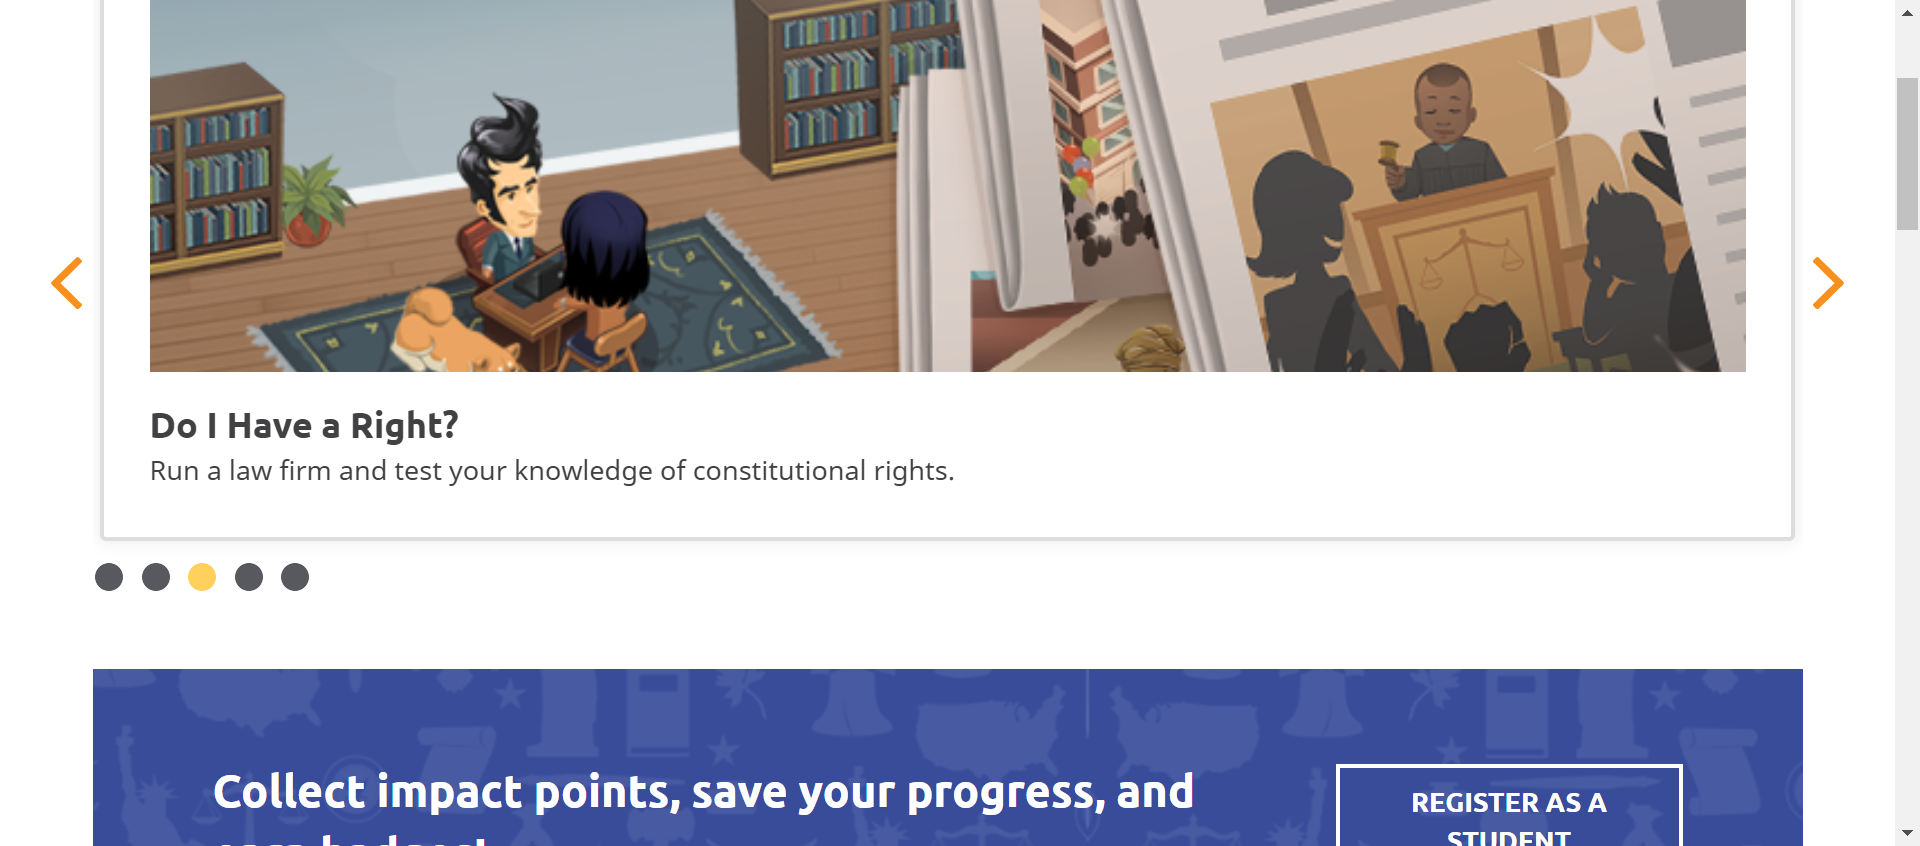 Do I Have a Right?
Run a law firm and test your knowledge of constitutional rights.
Collect impact points, save your progress, and
REGISTER AS A
STUDENT